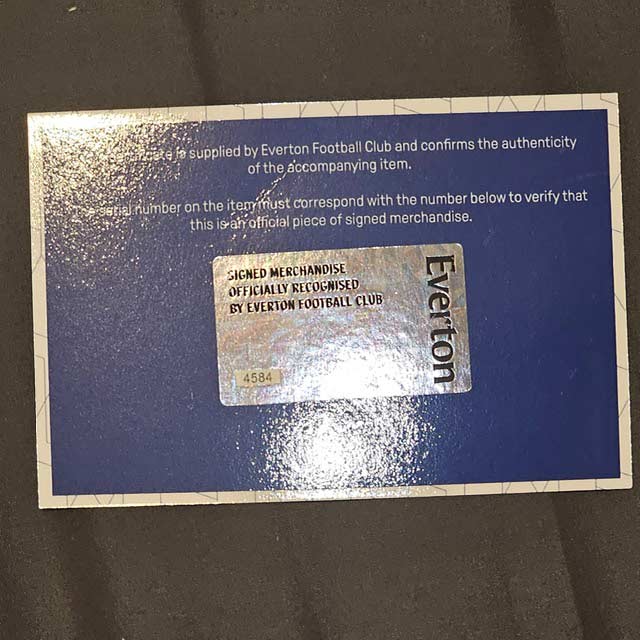 is supplied by Everton Football Club and confirms the authenticity
of the accompanying item.
serial number on the item must correspond with the number below to verify that
this is an official piece of signed merchandise.
SIGNED MERCHANDISE
OFFICIALLY RECOGNISED
BY EVERTON FOOTBALL CLUB
Everton
4584